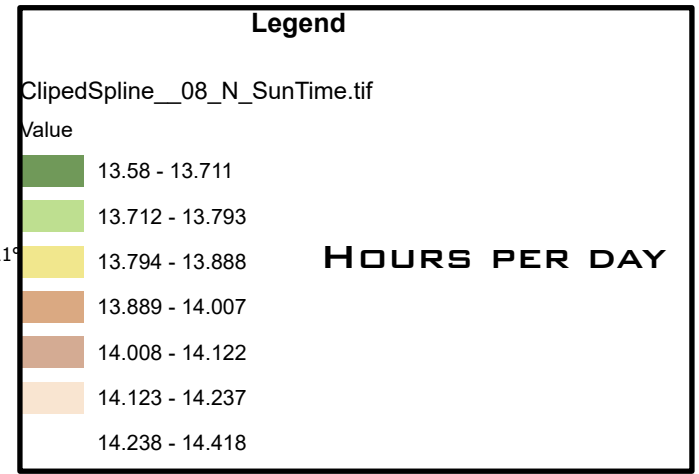 Legend
ClipedSpline__08_N_SunTime.tif
Value
13.58 - 13.711
13.712 - 13.793
13.794 - 13.888
HOURS PER DAY
13.889 - 14.007
14.008 - 14.122
14.123 - 14.237
14.238 - 14.418